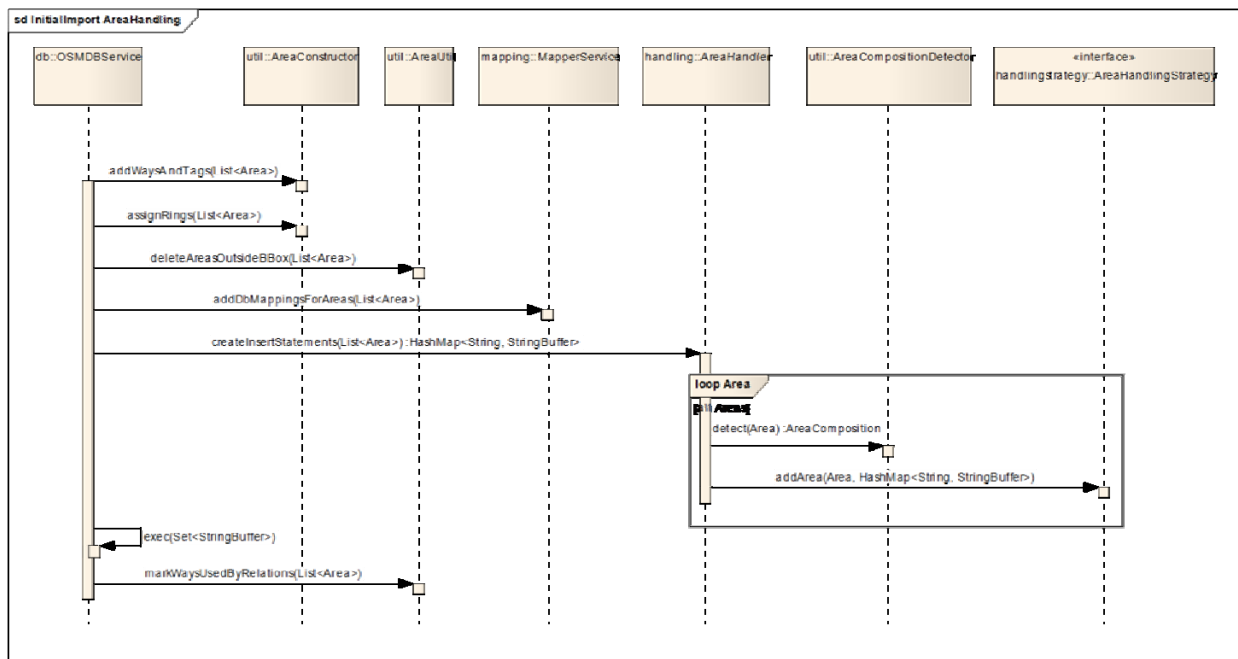 sd InitialImport AreaHandling
db::OSMDBService
util::AreaConstructor
util::AreaUtil
mapping::MapperService
handling::AreaHandler
util::AreaCompositionDetector
«interface»
handlingstrategy::AreaHandlingStrategy
addWaysAndTags(List<Area>)
assignRings(List<Area>)
deleteAreasOutsideBBox(List<Area>)
addDbMappingsForAreas(List<Area>)
createInsertStatements(List<Area>) :HashMap<String, StringBuffer>
loop Area
detect(Area) :AreaComposition
addArea(Area, HashMap<String, StringBuffer>)
exec(Set<StringBuffer>)
markWaysUsedByRelations(List<Area>)